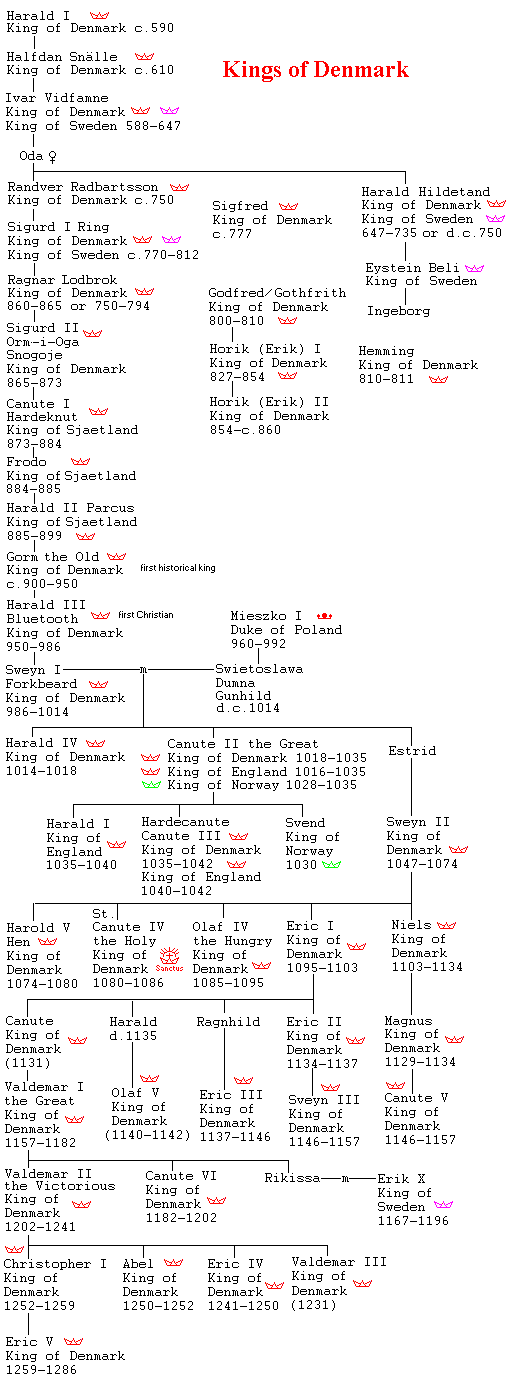 Harald I
King of Denmark c.590
Halfdan Snälle
King of Denmark c.610
Kings of Denmark
Ivar Vidfamne
King of Denmark
King of Sweden 588-647
Oda ♀
Randver Radbartsson
King of Denmark c.750
Sigfred
King of Denmark
c.777
Harald Hildetand
King of Denmark
King of Sweden
647-735 or d.c.750
Sigurd I Ring
King of Denmark
King of Sweden c.770-812
Eystein Beli
King of Sweden
Ingeborg
Ragnar Lodbrok
King of Denmark
860-865 or 750-794
Godfred/Gothfrith
King of Denmark
800-810
Sigurd II
Orm-i-Oga
Snogoje
King of Denmark
865-873
Horik (Erik) I
King of Denmark
827-854
Hemming
King of Denmark
810-811
Canute I
Hardeknut
King of Sjaetland
873-884
Horik (Erik) II
King of Denmark
854-c.860
Frodo
King of Sjaetland
884-885
Harald II Parcus
King of Sjaetland
885-899
Gorm the Old
King of Denmark
c.900-950
first historical king
Harald III
Bluetooth
King of Denmark
950-986
first Christian
Mieszko I
Duke of Poland
960-992
Sweyn I
Forkbeard
King of Denmark
986-1014
m
Swietoslawa
Dumna
Gunhild
d.c.1014
Harald IV
King of Denmark
1014-1018
Canute II the Great
King of Denmark 1018-1035
King of England 1016-1035
King of Norway 1028-1035
Estrid
Harald I
King of
England
1035-1040
Hardecanute
Canute III
King of Denmark
1035-1042
King of England
1040-1042
Svend
King of
Norway
1030
Sweyn II
King of
Denmark
1047-1074
Harold V
Hen
King of
Denmark
1074-1080
St.
Canute IV
the Holy
King of
Denmark
1080-1086
Sanctus
Olaf IV
the Hungry
King of
Denmark
1085-1095
Eric I
King of
Denmark
1095-1103
Niels
King of
Denmark
1103-1134
Canute
King of
Denmark
(1131)
Harald
d.1135
Ragnhild
Eric II
King of
Denmark
1134-1137
Magnus
King of
Denmark
1129-1134
Valdemar I
the Great
King of
Denmark
1157-1182
Olaf V
King of
Denmark
(1140-1142)
Eric III
King of
Denmark
1137-1146
Sveyn III
King of
Denmark
1146-1157
Canute V
King of
Denmark
1146-1157
Valdemar II
the Victorious
King of
Denmark
1202-1241
Canute VI
King of
Denmark
1182-1202
Rikissa
m
Erik X
King of
Sweden
1167-1196
Christopher I
King of
Denmark
1252-1259
Abel
King of
Denmark
1250-1252
Eric IV
King of
Denmark
1241-1250
Valdemar III
King of
Denmark
(1231)
Eric V
King of Denmark
1259-1286